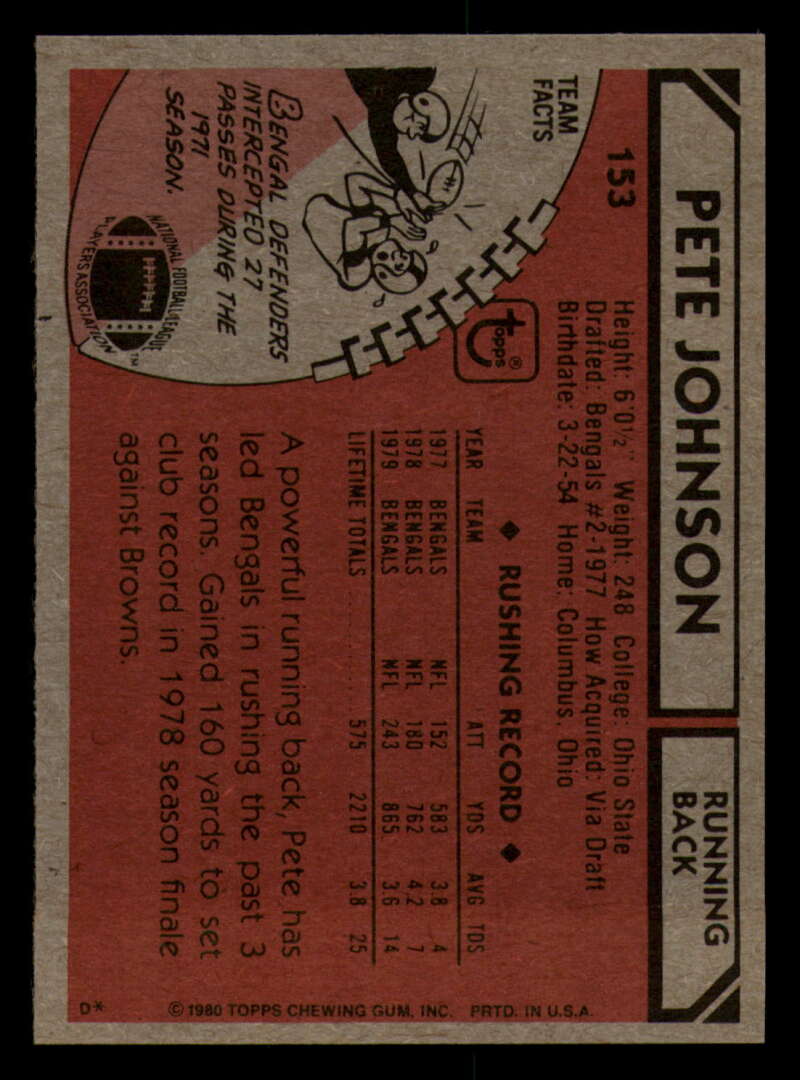 PETE JOHNSON
RUNNING
BACK
153
Height: 6'0½" Weight: 248 College: Ohio State
Drafted: Bengals #2-1977 How Acquired: Via Draft
Birthdate: 3-22-54 Home: Columbus, Ohio
TEAM
FACTS
topps®
BENGAL DEFENDERS
INTERCEPTED 27
PASSES DURING THE
1971
SEASON.
NATIONAL FOOTBALL LEAGUE
PLAYERS ASSOCIATION
TM
◆ RUSHING RECORD ◆
YEAR TEAM ATT YDS AVG TDS
1977 BENGALS NFL 152 583 3.8 4
1978 BENGALS NFL 180 762 4.2 7
1979 BENGALS NFL 243 865 3.6 14
LIFETIME TOTALS 575 2210 3.8 25
A powerful running back, Pete has
led Bengals in rushing the past 3
seasons. Gained 160 yards to set
club record in 1978 season finale
against Browns.
© 1980 TOPPS CHEWING GUM, INC. PRTD. IN U.S.A.
D*